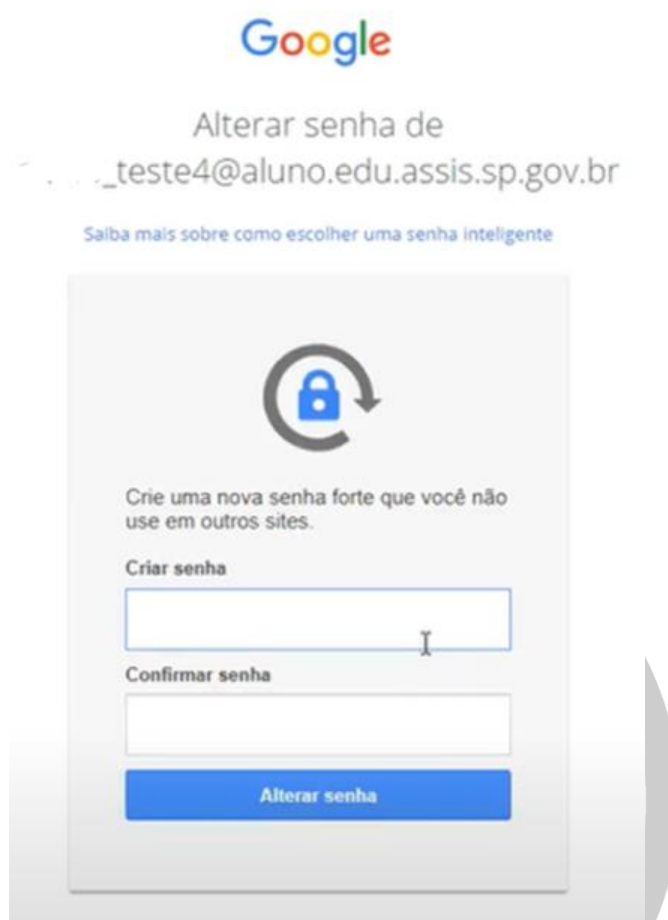 Google
Alterar senha de
_teste4@aluno.edu.assis.sp.gov.br
Saiba mais sobre como escolher uma senha inteligente
Crie uma nova senha forte que você não
use em outros sites.
Criar senha
Confirmar senha
Alterar senha